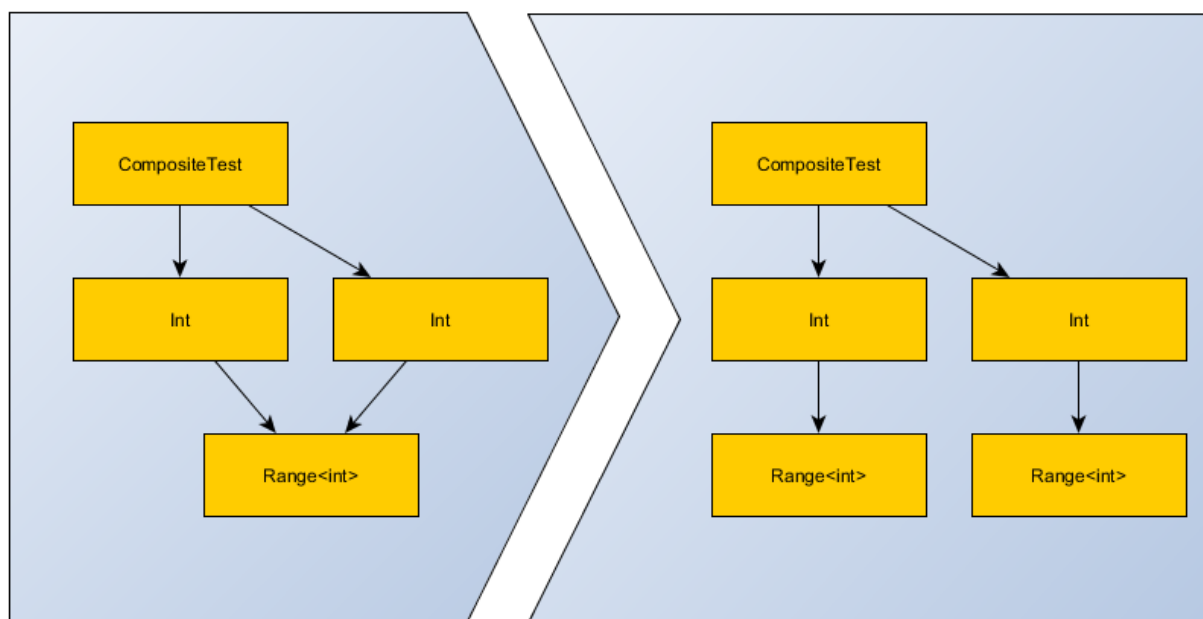 CompositeTest
Int
Int
Range<int>
CompositeTest
Int
Int
Range<int>
Range<int>